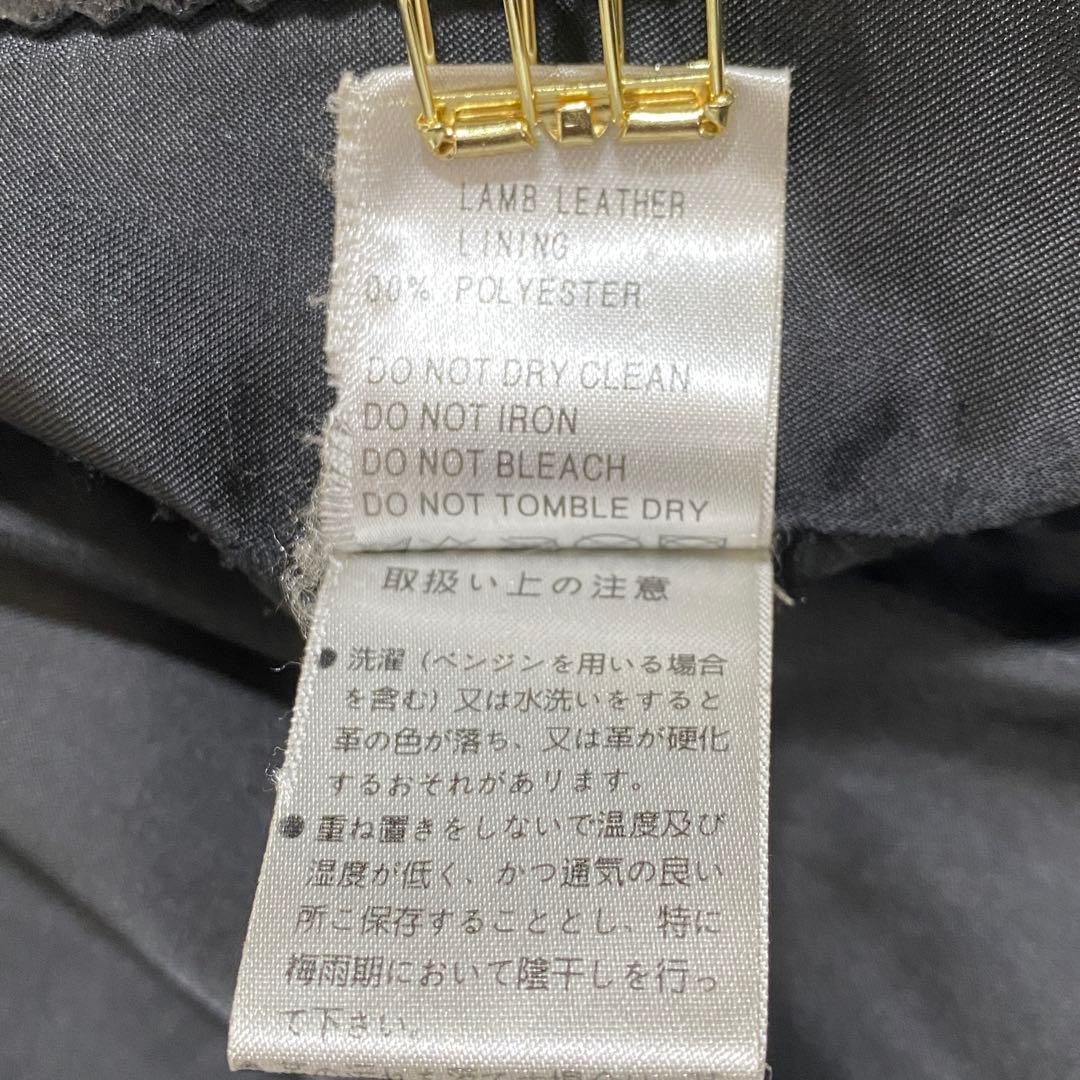 LAMB LEATHER
LINING
00% POLYESTER
DO NOT DRY CLEAN
DO NOT IRON
DO NOT BLEACH
DO NOT TOMBLE DRY
取扱い上の注意
● 洗濯（ベンジンを用いる場合
を含む）又は水洗いをすると
革の色が落ち、又は革が硬化
するおそれがあります。
● 重ね置きをしないで温度及び
湿度が低く、かつ通気の良い
所こ保存することとし、特に
梅雨期において陰干しを行っ
て下さい。